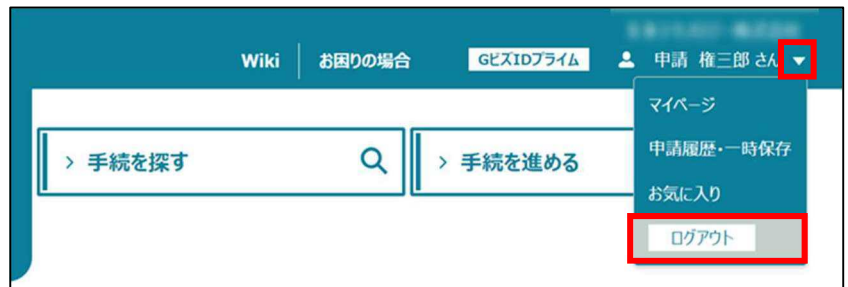 Wiki
お困りの場合
GビズIDプライム
申請 権三郎 さん ▼
マイページ
申請履歴・一時保存
お気に入り
ログアウト
> 手続を探す
> 手続を進める